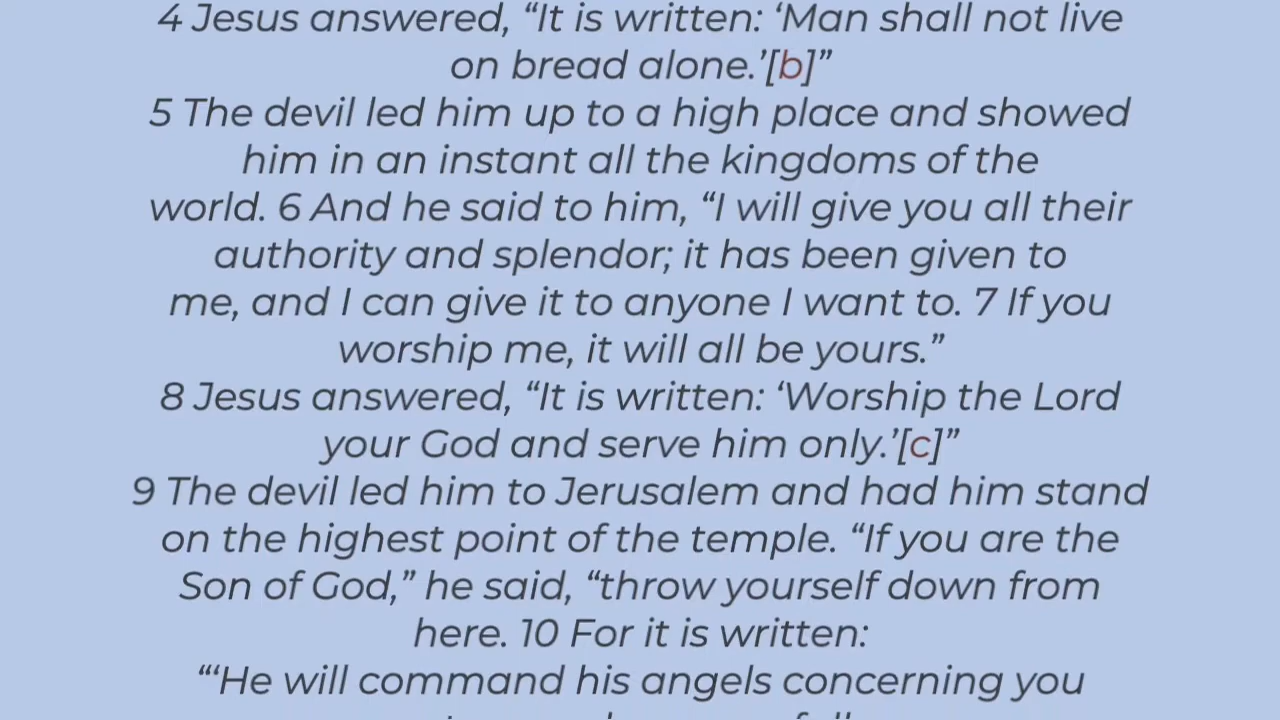 4 Jesus answered, “It is written: ‘Man shall not live
on bread alone.’[b]”
5 The devil led him up to a high place and showed
him in an instant all the kingdoms of the
world. 6 And he said to him, “I will give you all their
authority and splendor; it has been given to
me, and I can give it to anyone I want to. 7 If you
worship me, it will all be yours.”
8 Jesus answered, “It is written: ‘Worship the Lord
your God and serve him only.’[c]”
9 The devil led him to Jerusalem and had him stand
on the highest point of the temple. “If you are the
Son of God,” he said, “throw yourself down from
here. 10 For it is written:
“‘He will command his angels concerning you